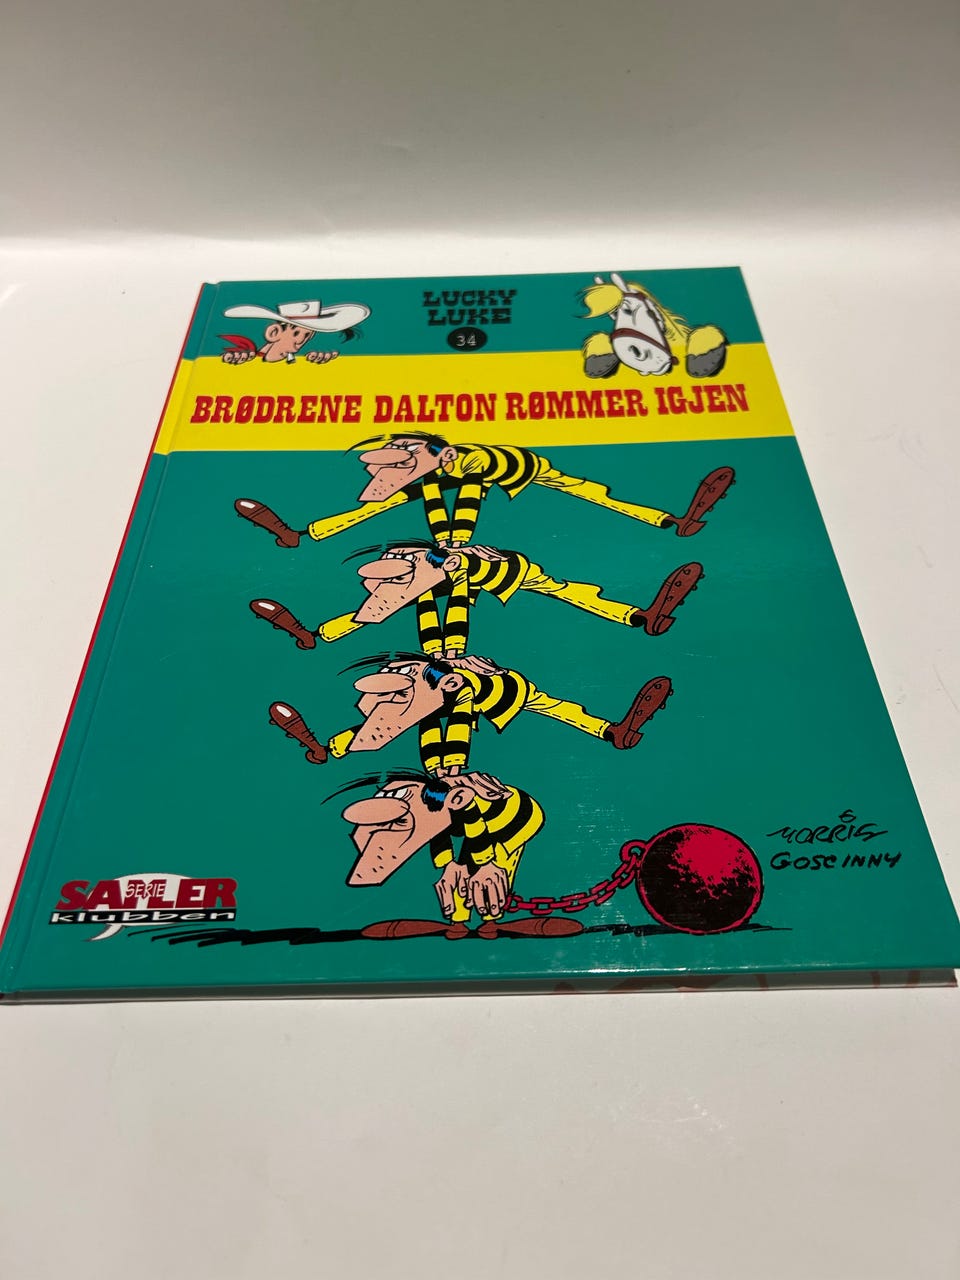 LUCKY
LUKE
34
BRØDRENE DALTON RØMMER IGJEN
MORRIS
&
GOSCINNY
SERIE
SAMLER
klubben